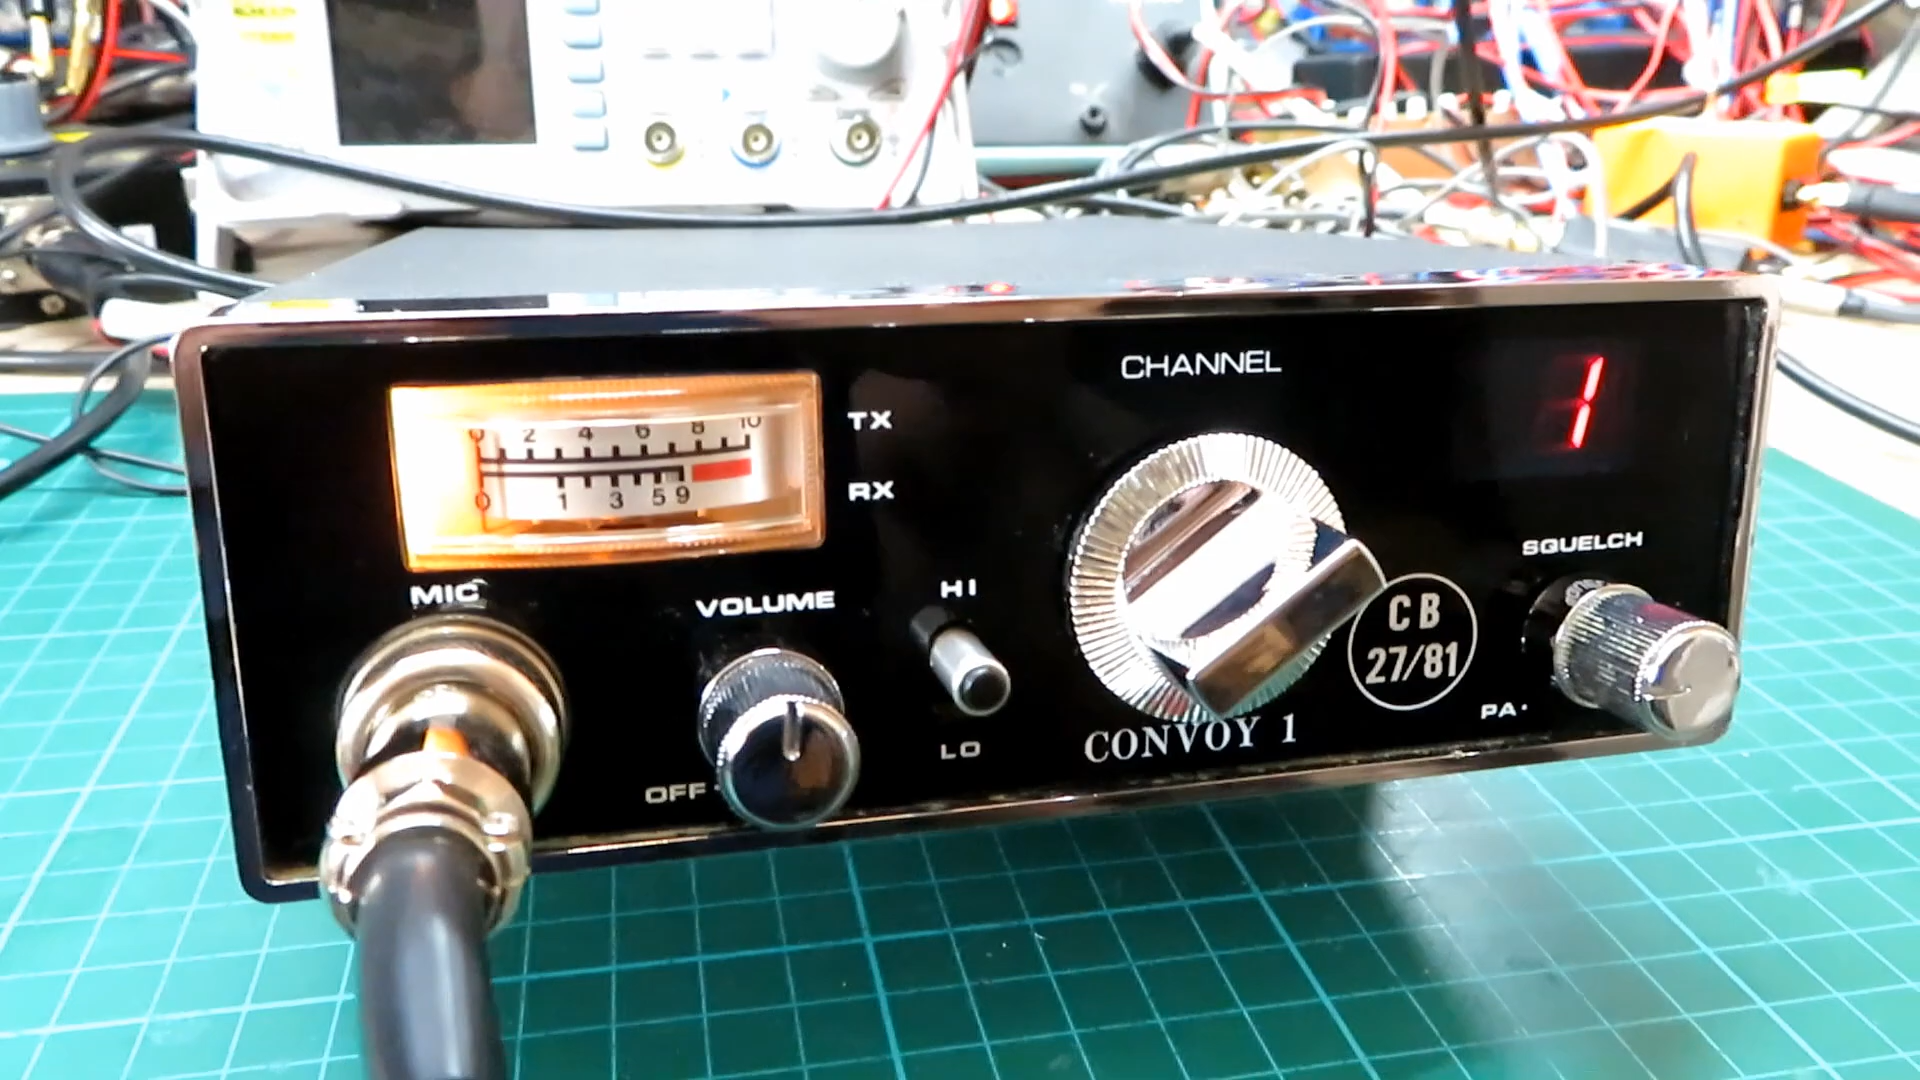 CHANNEL
1
0 2 4 6 8 10
TX
0 1 3 5 9
RX
SQUELCH
MIC
VOLUME
HI
CB
27/81
OFF
LO
CONVOY 1
PA